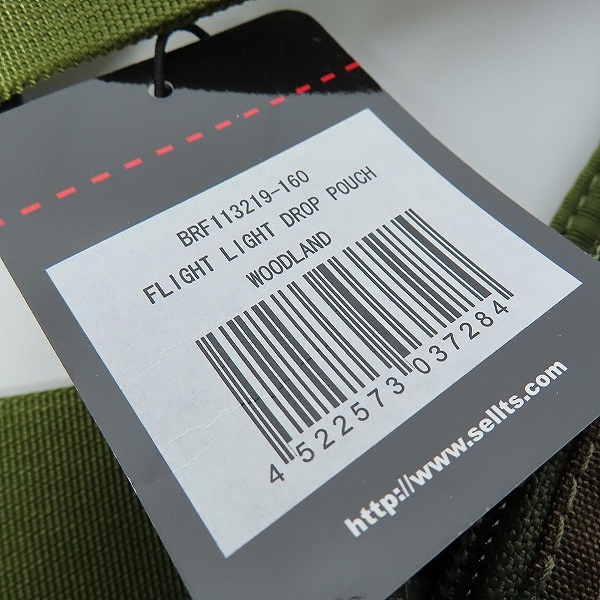 BRF113219-160
FLIGHT LIGHT DROP POUCH
WOODLAND
4 522573 037284
http://www.sellts.com